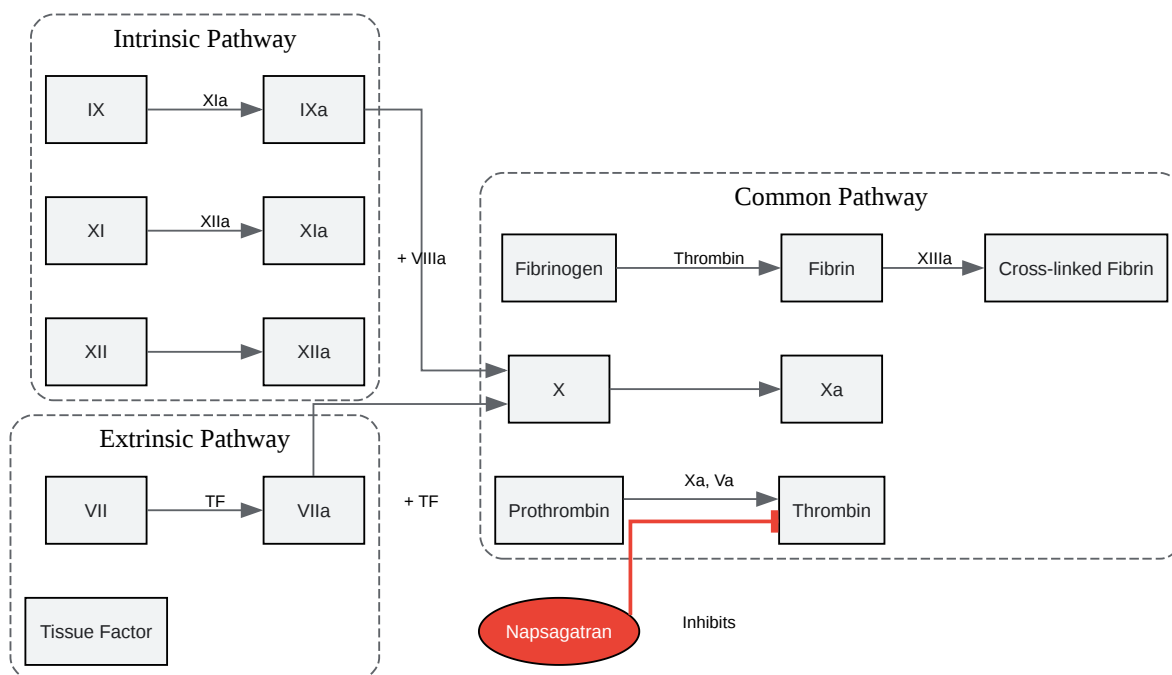 Intrinsic Pathway
IX
XIa
IXa
XI
XIIa
XIa
+ VIIIa
XII
XIIa
Extrinsic Pathway
VII
TF
VIIa
+ TF
Tissue Factor
Common Pathway
Fibrinogen
Thrombin
Fibrin
XIIIa
Cross-linked Fibrin
X
Xa
Prothrombin
Xa, Va
Thrombin
Napsagatran
Inhibits